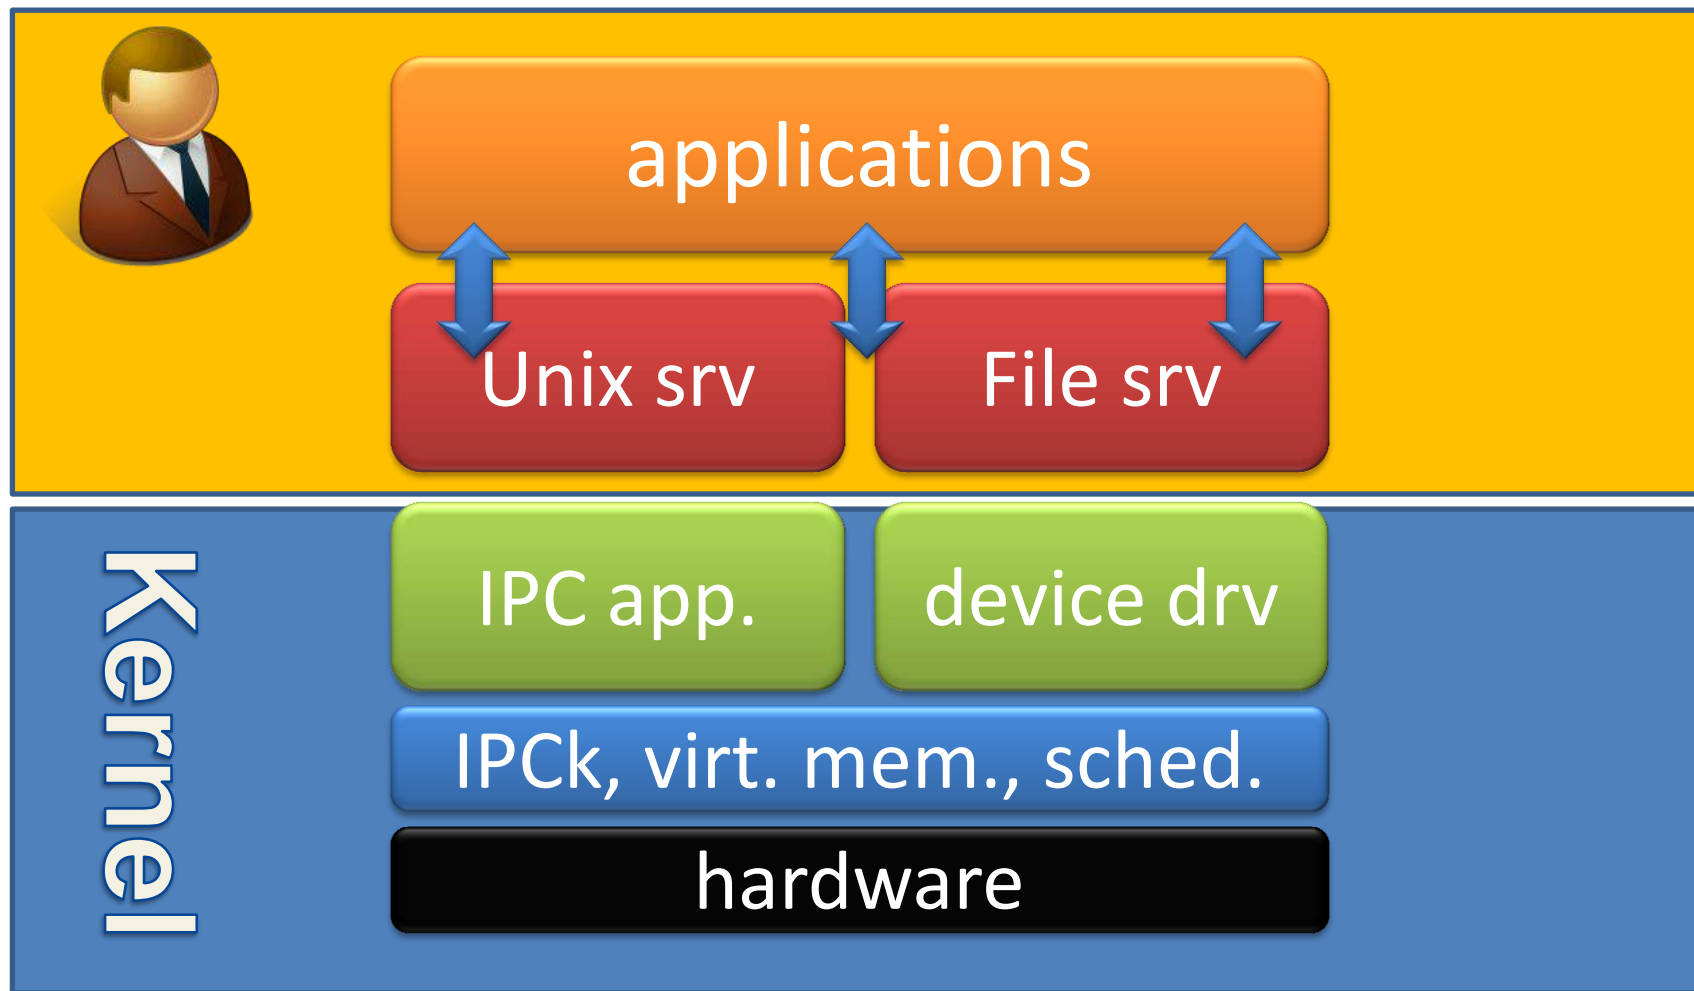 applications
Unix srv
File srv
Kernel
IPC app.
device drv
IPCk, virt. mem., sched.
hardware